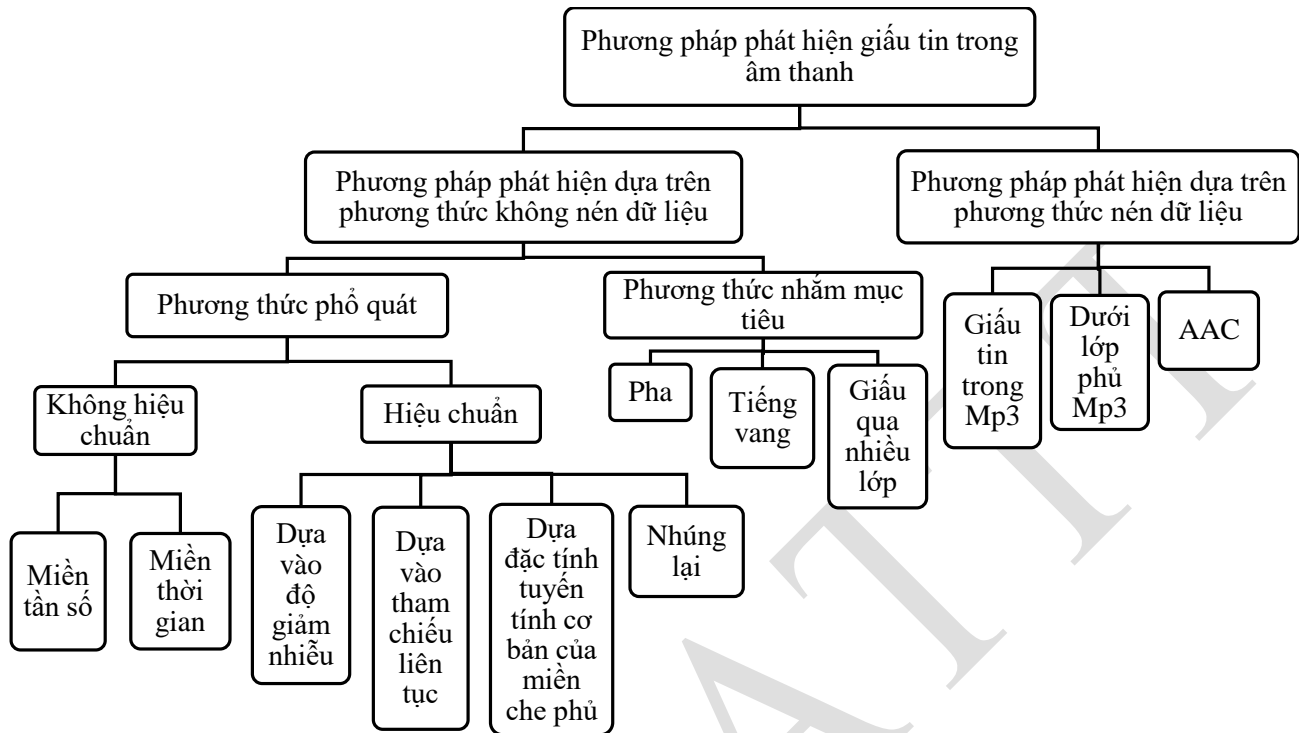 Phương pháp phát hiện giấu tin trong
âm thanh
Phương pháp phát hiện dựa trên
phương thức không nén dữ liệu
Phương pháp phát hiện dựa trên
phương thức nén dữ liệu
Phương thức phổ quát
Phương thức nhắm mục
tiêu
Giấu
tin
trong
Mp3
Dưới
lớp
phủ
Mp3
AAC
Không hiệu
chuẩn
Hiệu chuẩn
Pha
Tiếng
vang
Giấu
qua
nhiều
lớp
Miền
tần số
Miền
thời
gian
Dựa
vào
độ
giảm
nhiễu
Dựa
vào
tham
chiếu
liên
tục
Dựa
đặc tính
tuyến
tính cơ
bản của
miền
che phủ
Nhúng
lại